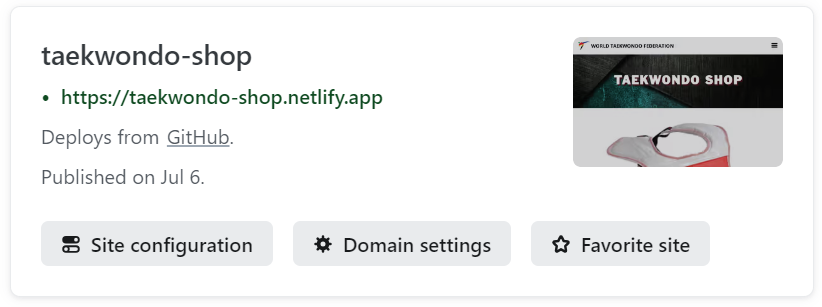 taekwondo-shop
• https://taekwondo-shop.netlify.app
Deploys from GitHub.
Published on Jul 6.
WORLD TAEKWONDO FEDERATION
TAEKWONDO SHOP
Site configuration
Domain settings
Favorite site